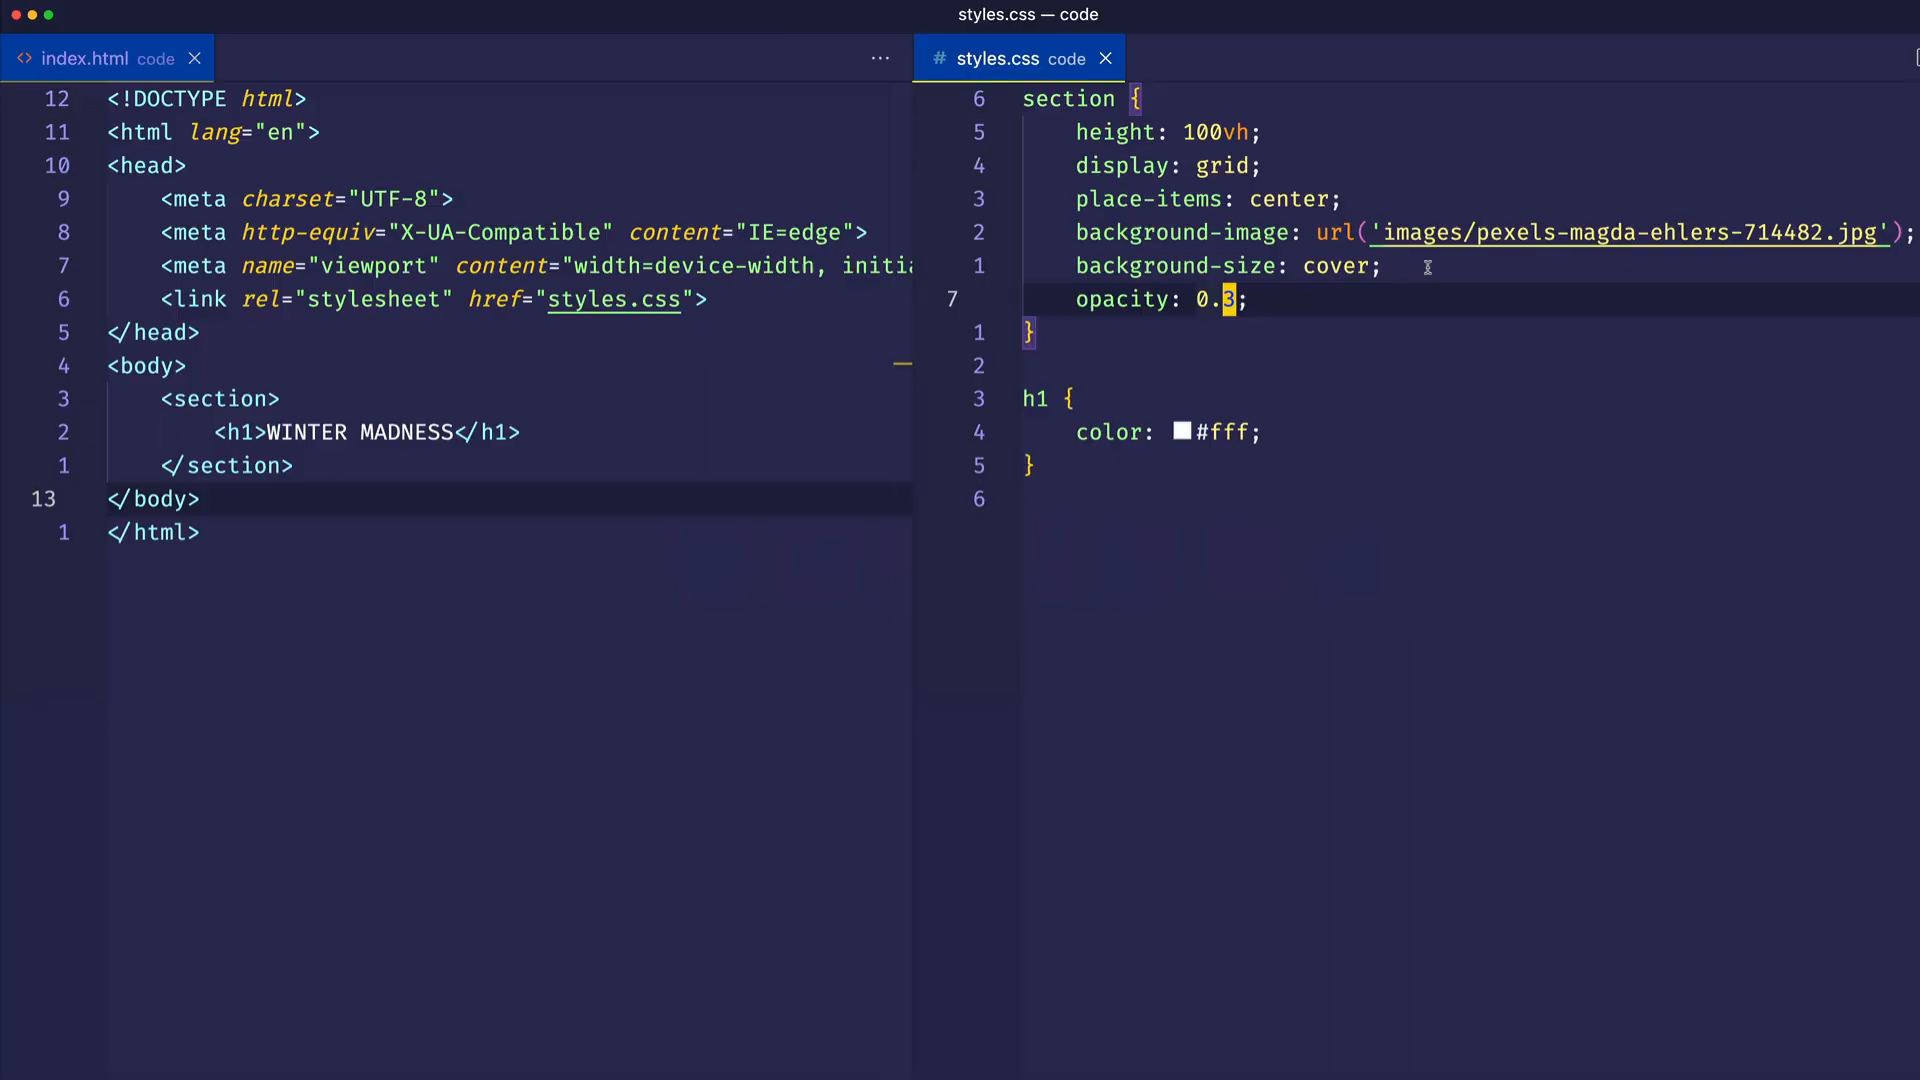 styles.css — code
index.html code
···
# styles.css code
12 <!DOCTYPE html>
11 <html lang="en">
10 <head>
9 <meta charset="UTF-8">
8 <meta http-equiv="X-UA-Compatible" content="IE=edge">
7 <meta name="viewport" content="width=device-width, initia
6 <link rel="stylesheet" href="styles.css">
5 </head>
4 <body>
3 <section>
2 <h1>WINTER MADNESS</h1>
1 </section>
13 </body>
1 </html>
6 section {
5 height: 100vh;
4 display: grid;
3 place-items: center;
2 background-image: url('images/pexels-magda-ehlers-714482.jpg');
1 background-size: cover;
7 opacity: 0.3;
1 }
2
3 h1 {
4 color: #fff;
5 }
6